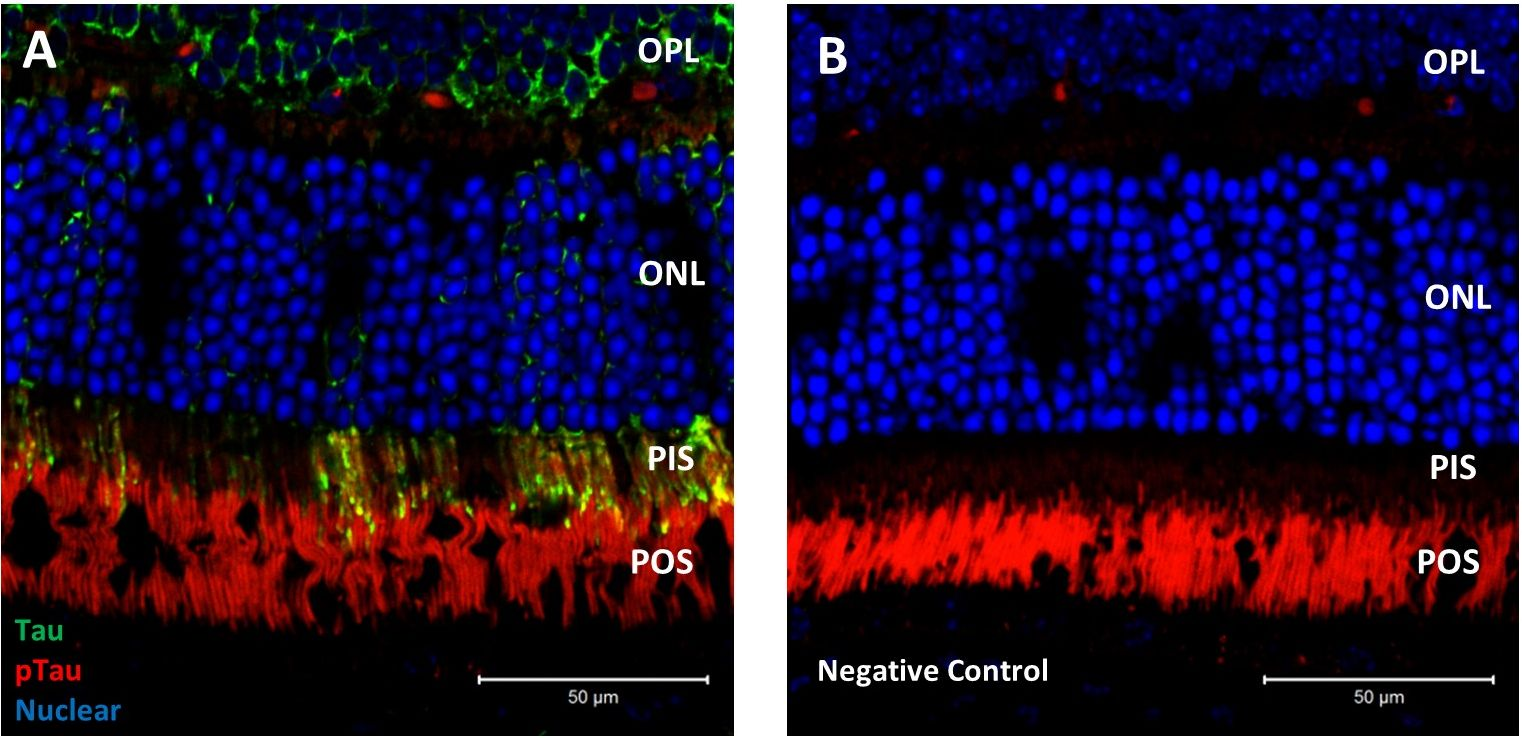 A
OPL
ONL
PIS
POS
Tau
pTau
Nuclear
50 µm
B
OPL
ONL
PIS
POS
Negative Control
50 µm